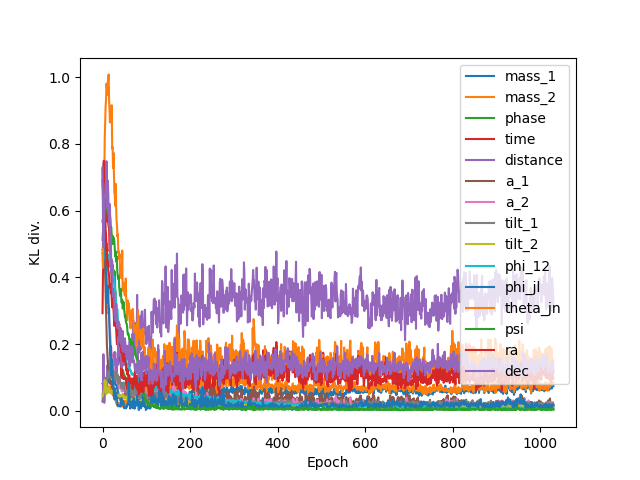 1.0
0.8
0.6
0.4
0.2
0.0
KL div.
0 200 400 600 800 1000
Epoch
mass_1
mass_2
phase
time
distance
a_1
a_2
tilt_1
tilt_2
phi_12
phi_jl
theta_jn
psi
ra
dec